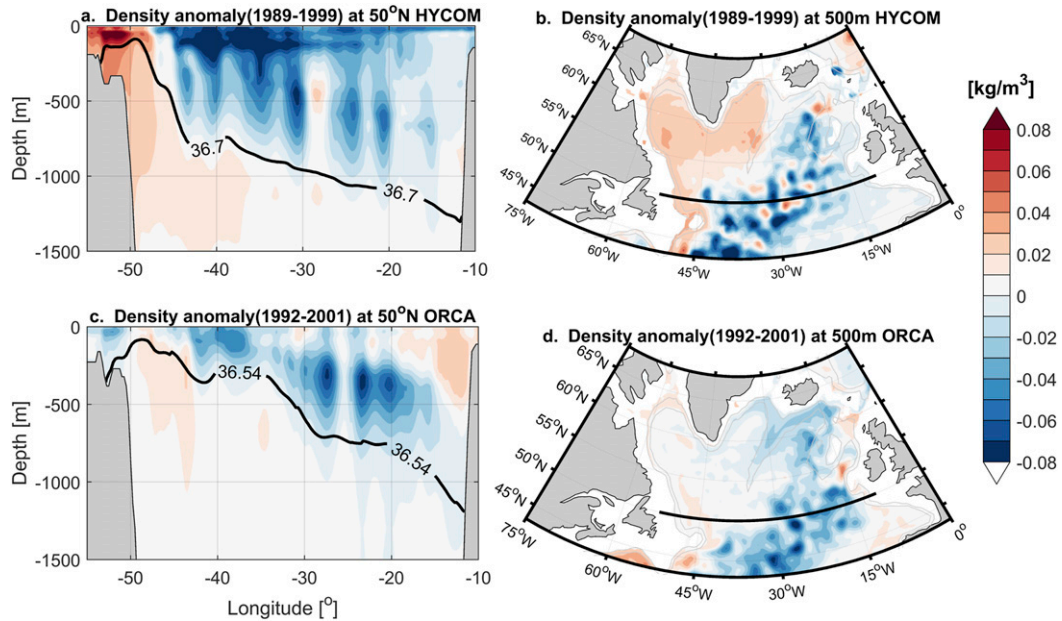 a. Density anomaly(1989-1999) at 50°N HYCOM
b. Density anomaly(1989-1999) at 500m HYCOM
0
-500
-1000
-1500
Depth [m]
36.7
36.7
-50
-40
-30
-20
-10
65°N
60°N
55°N
50°N
45°N
75°W
60°W
45°W
30°W
15°W
0°
[kg/m³]
0.08
0.06
0.04
0.02
0
-0.02
-0.04
-0.06
-0.08
c. Density anomaly(1992-2001) at 50°N ORCA
d. Density anomaly(1992-2001) at 500m ORCA
0
-500
-1000
-1500
Depth [m]
36.54
36.54
-50
-40
-30
-20
-10
Longitude [°]
65°N
60°N
55°N
50°N
45°N
75°W
60°W
45°W
30°W
15°W
0°